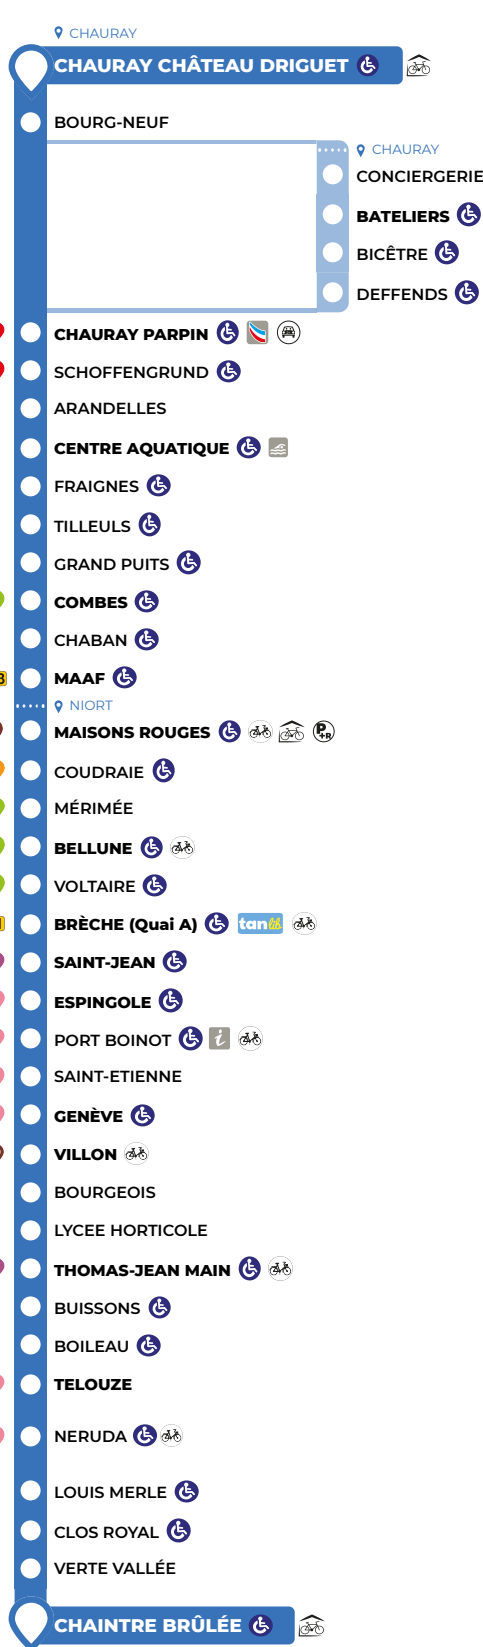 CHAURAY
CHAURAY CHÂTEAU DRIGUET
BOURG-NEUF
CHAURAY
CONCIERGERIE
BATELIERS
BICÊTRE
DEFFENDS
CHAURAY PARPIN
SCHOFFENGRUND
ARANDELLES
CENTRE AQUATIQUE
FRAIGNES
TILLEULS
GRAND PUITS
COMBES
CHABAN
MAAF
NIORT
MAISONS ROUGES P+R
COUDRAIE
MÉRIMÉE
BELLUNE
VOLTAIRE
BRÈCHE (Quai A) tanlib
SAINT-JEAN
ESPINGOLE
PORT BOINOT i
SAINT-ETIENNE
GENÈVE
VILLON
BOURGEOIS
LYCEE HORTICOLE
THOMAS-JEAN MAIN
BUISSONS
BOILEAU
TELOUZE
NERUDA
LOUIS MERLE
CLOS ROYAL
VERTE VALLÉE
CHAINTRE BRÛLÉE